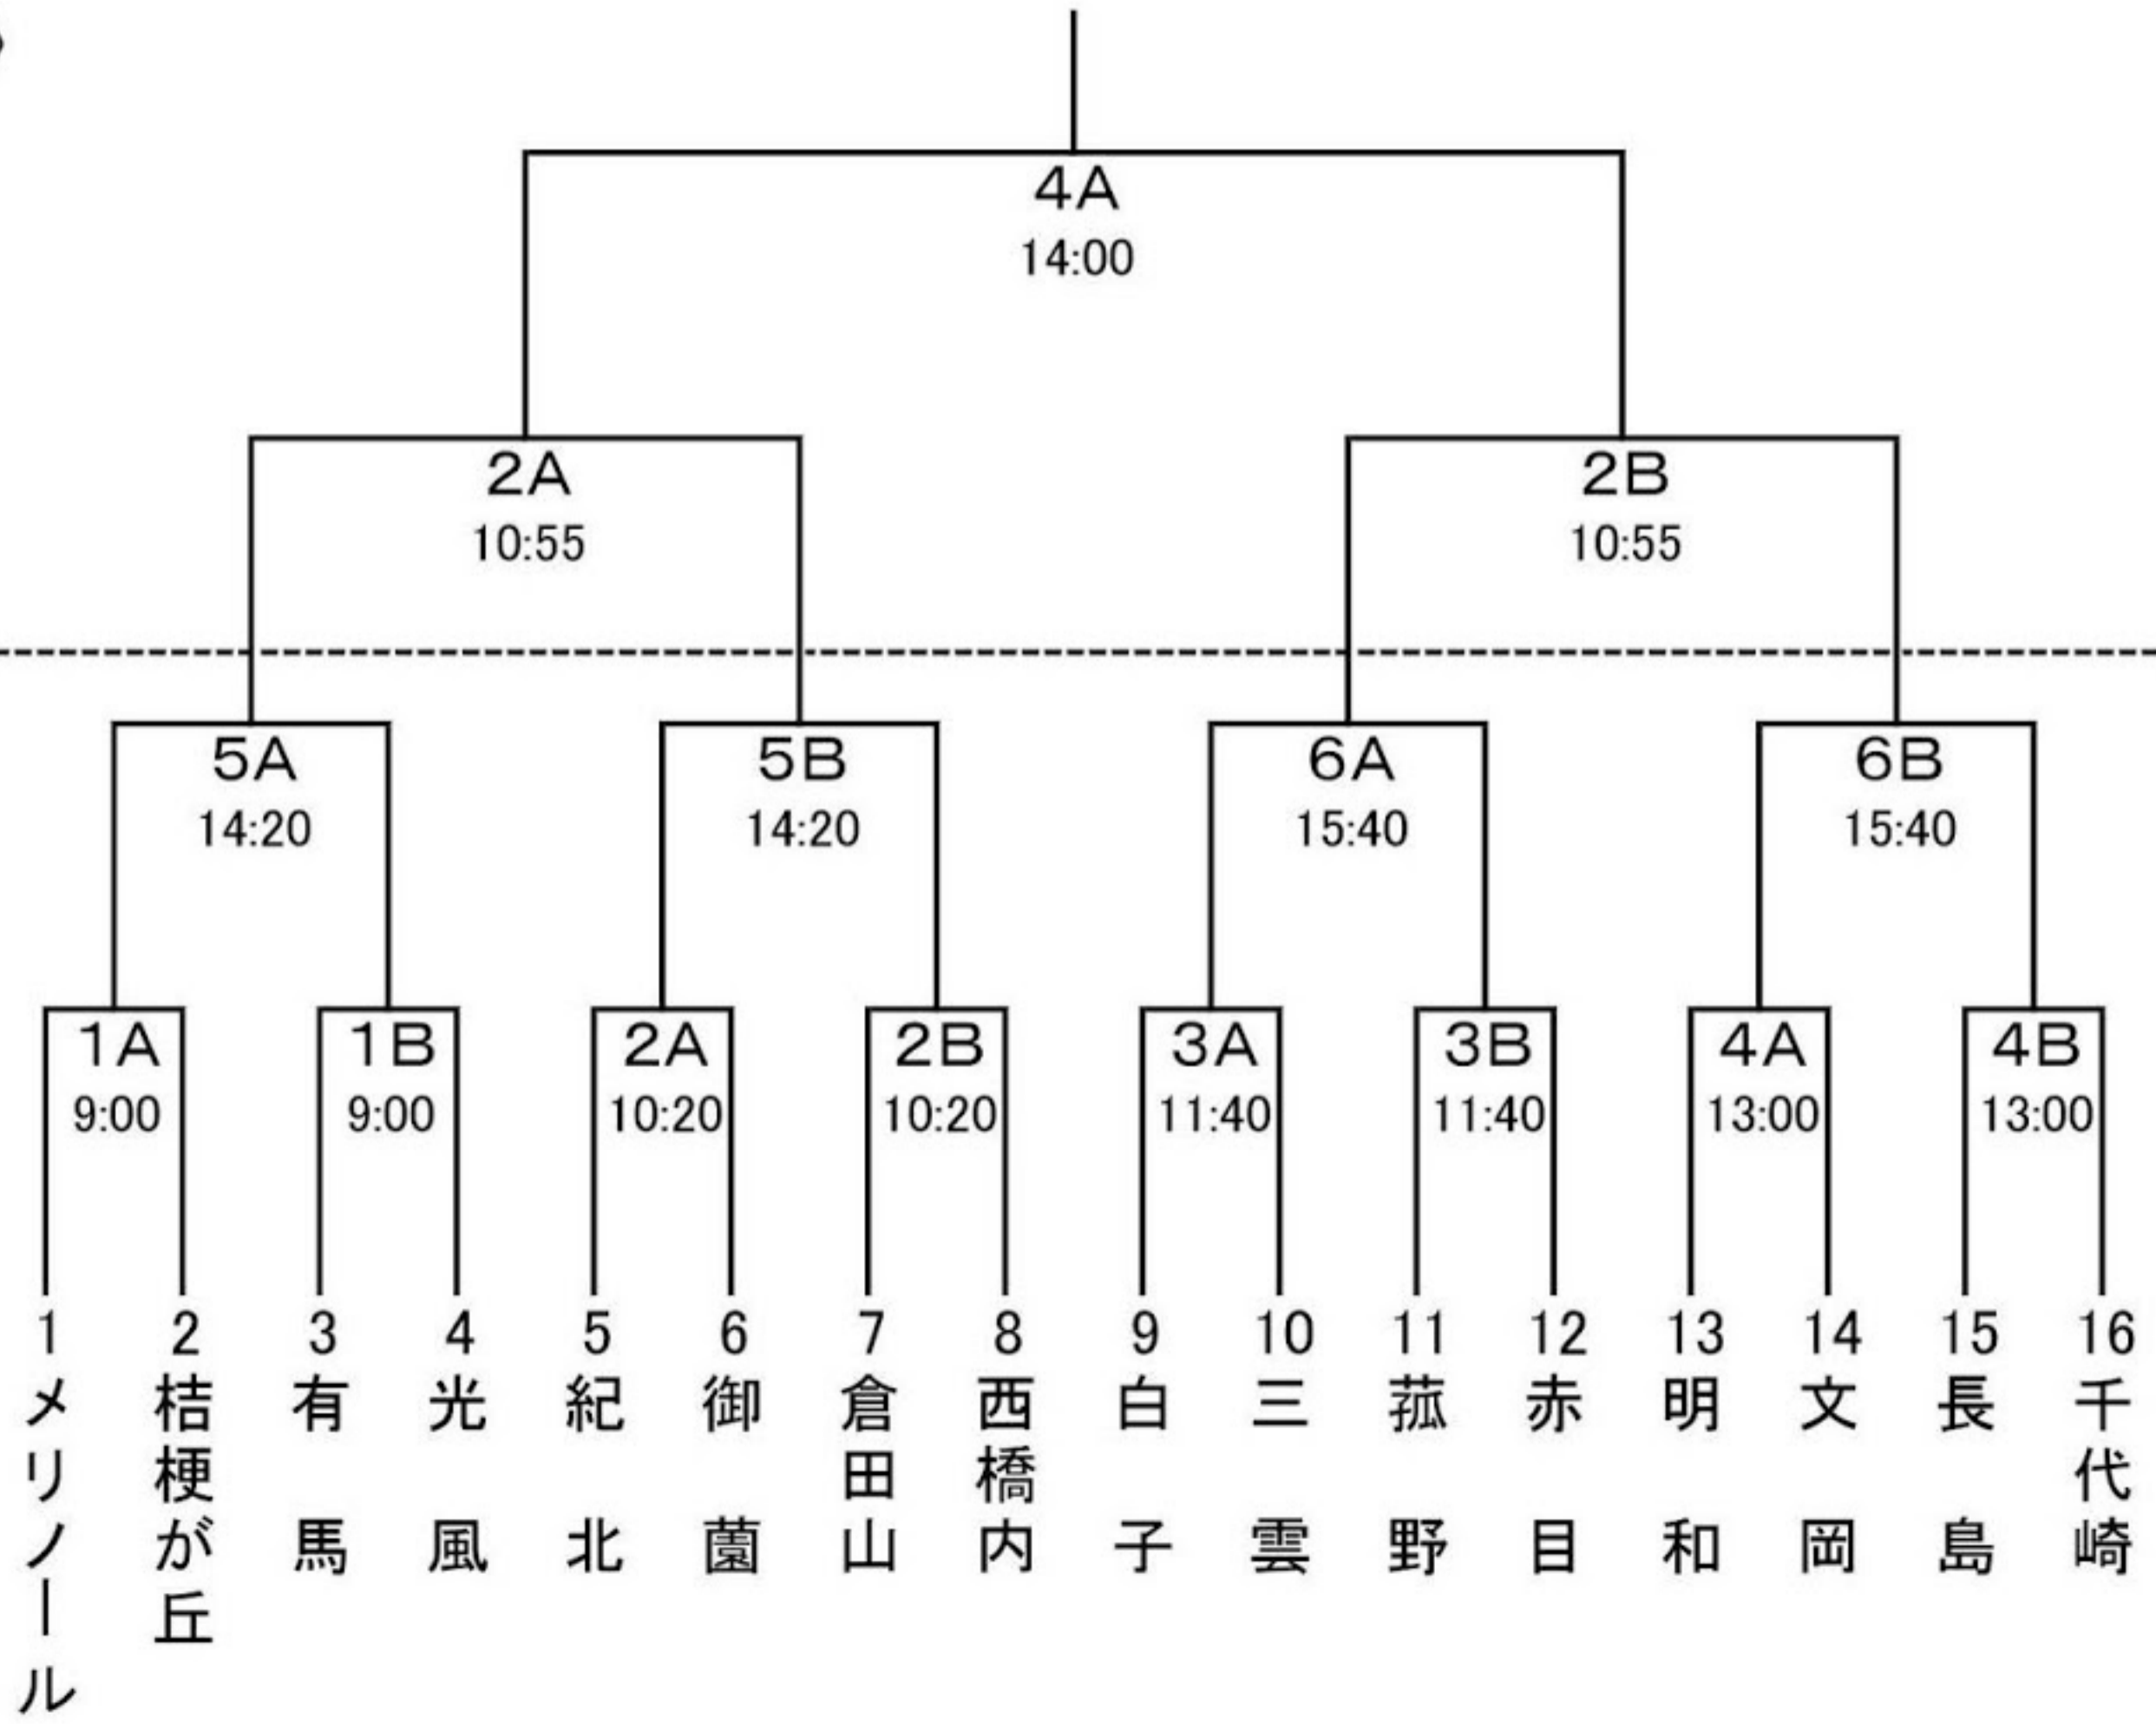 4A
14:00
2A
2B
10:55
10:55
5A
5B
6A
6B
14:20
14:20
15:40
15:40
1A
1B
2A
2B
3A
3B
4A
4B
9:00
9:00
10:20
10:20
11:40
11:40
13:00
13:00
1
2
3
4
5
6
7
8
9
10
11
12
13
14
15
16
メリノール
桔梗が丘
有馬
光風
紀北
御薗
倉田山
西橋内
白子
三雲
菰野
赤目
明和
文岡
長島
千代崎